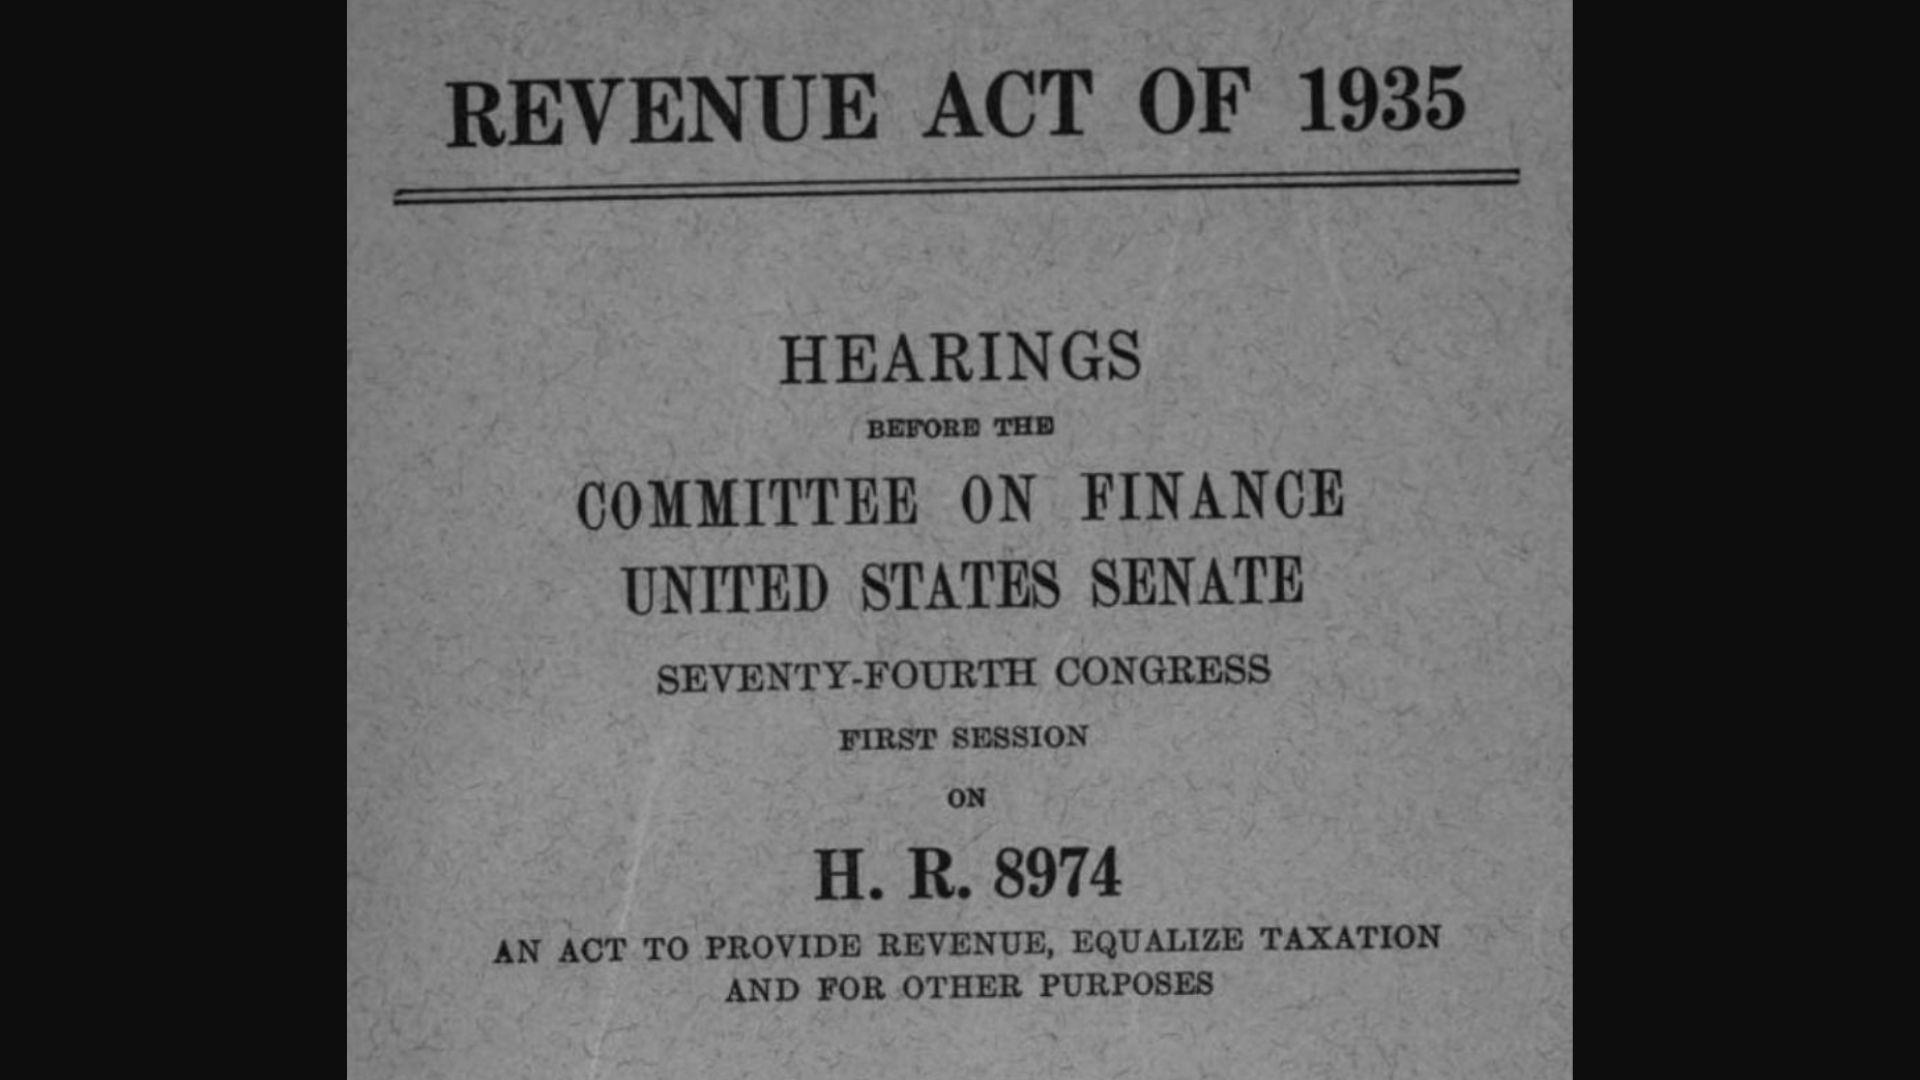 REVENUE ACT OF 1935
HEARINGS
BEFORE THE
COMMITTEE ON FINANCE
UNITED STATES SENATE
SEVENTY-FOURTH CONGRESS
FIRST SESSION
ON
H. R. 8974
AN ACT TO PROVIDE REVENUE, EQUALIZE TAXATION
AND FOR OTHER PURPOSES